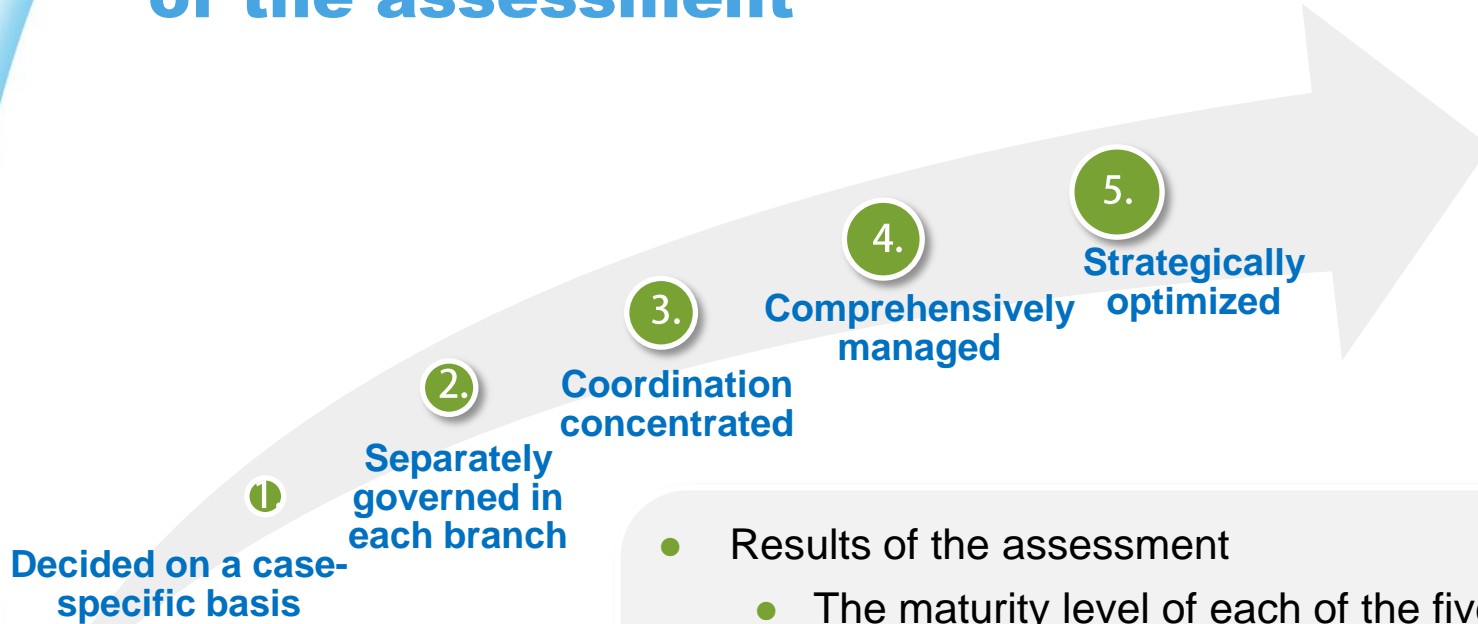 of the assessment
5.
Strategically
optimized
4.
Comprehensively
managed
3.
Coordination
concentrated
2.
Separately
governed in
each branch
1.
Decided on a case-
specific basis
Results of the assessment
The maturity level of each of the five